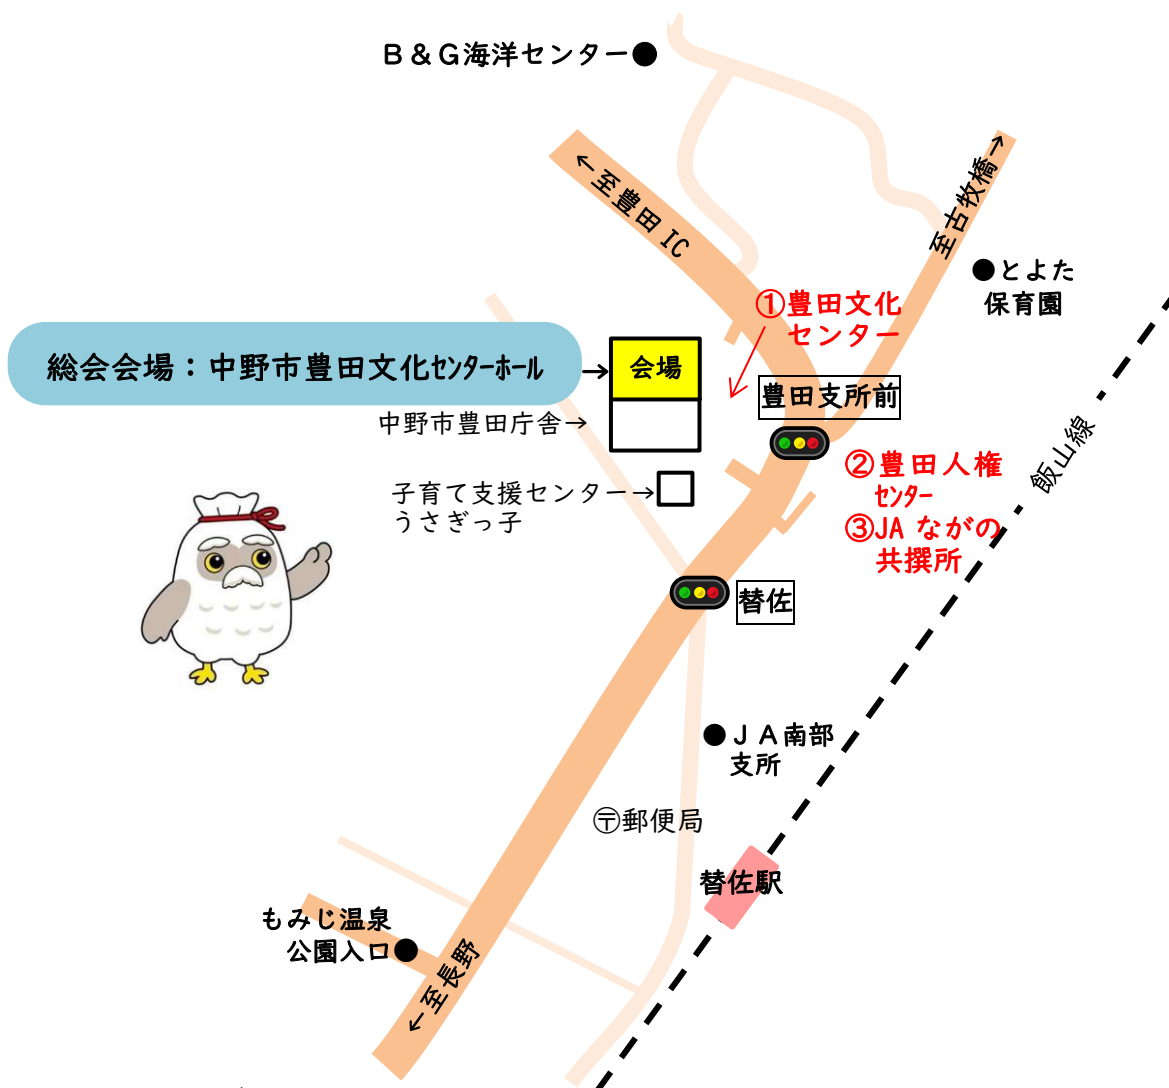 B＆G海洋センター●
←至豊田IC
至古牧橋→
●とよた
保育園
①豊田文化
センター
総会会場：中野市豊田文化ｾﾝﾀｰﾎｰﾙ→
会場
豊田支所前
中野市豊田庁舎→
飯山線
②豊田人権
ｾﾝﾀｰ
子育て支援センター→
うさぎっ子
③JAながの
共撰所
替佐
●ＪＡ南部
支所
〒郵便局
替佐駅
もみじ温泉
公園入口●
←至長野